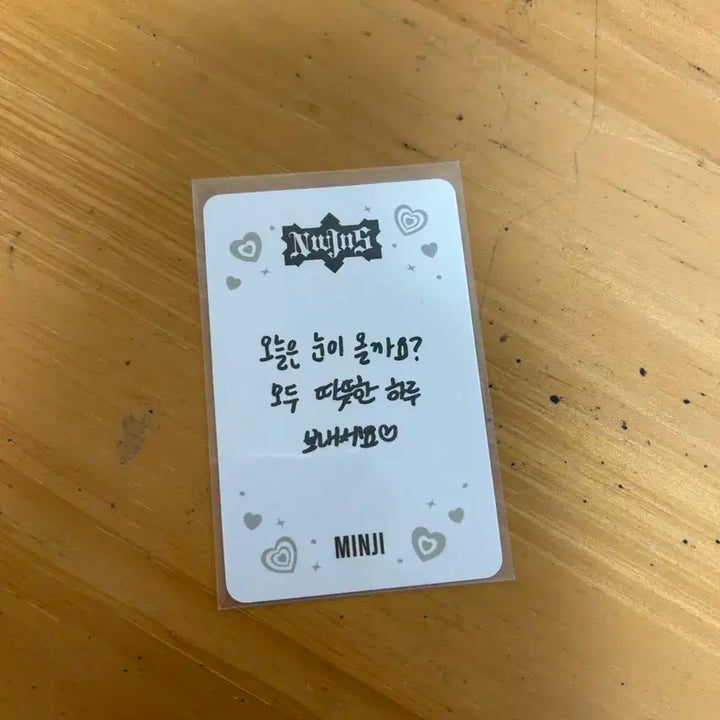 NewJeans
오늘은 눈이 올까요?
모두 따뜻한 하루
보내세요♡
MINJI